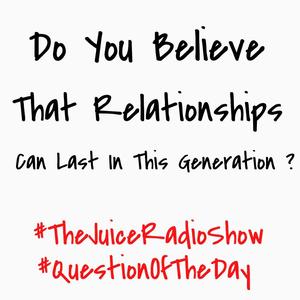 Do You Believe
That Relationships
Can Last In This Generation ?
#TheJuiceRadioShow
#QuestionOfTheDay